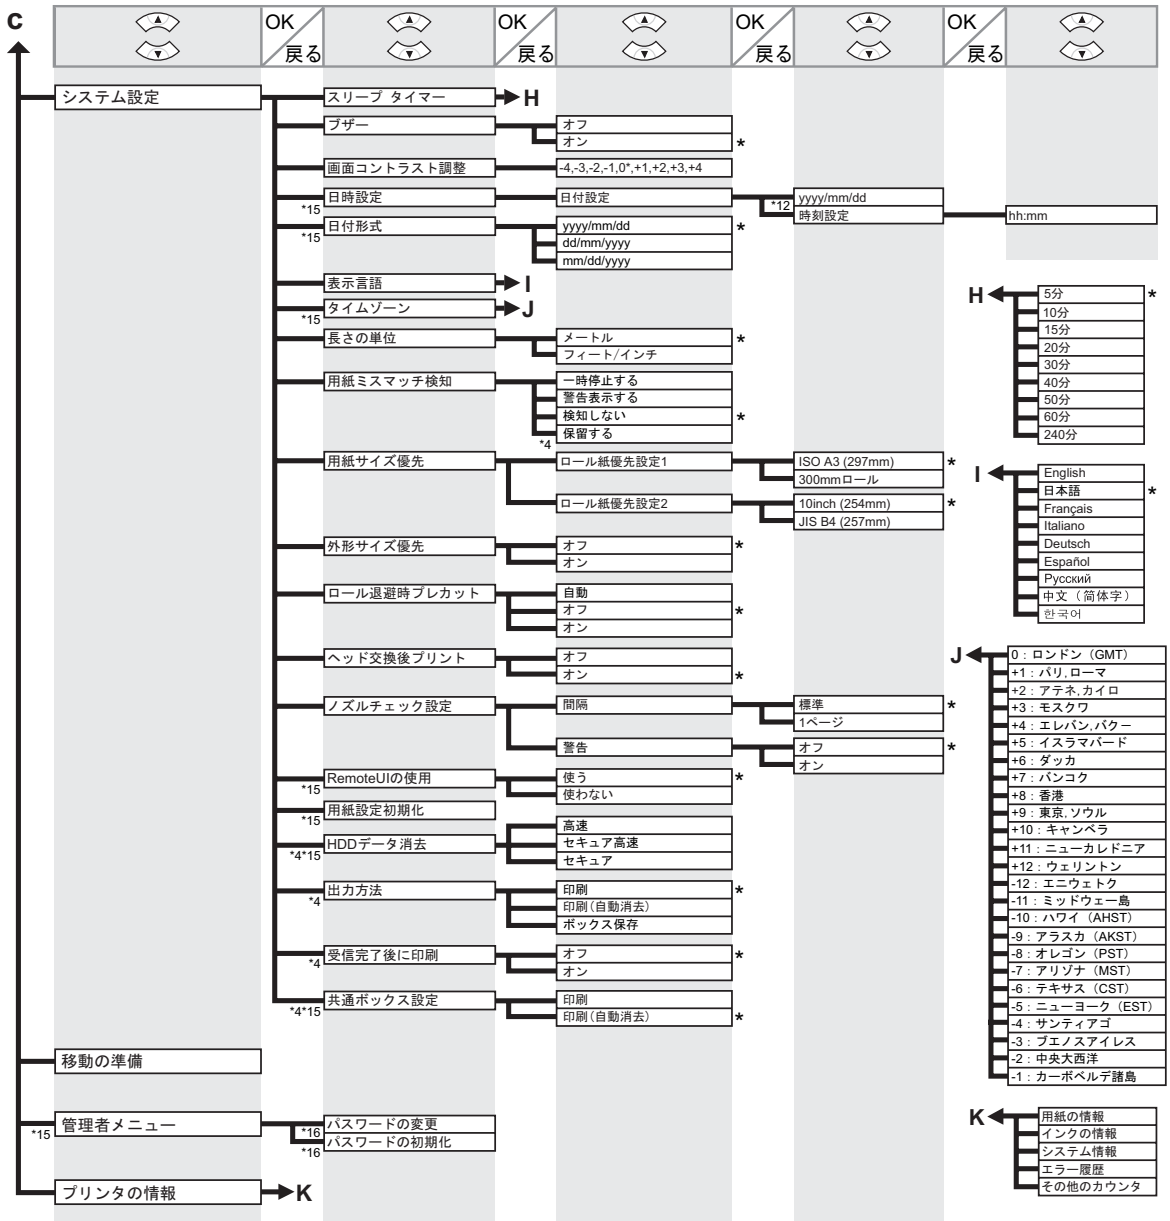 C
OK 戻る
OK 戻る
OK 戻る
OK 戻る
システム設定
スリープ タイマー
H
ブザー
オフ
オン
*
画面コントラスト調整
-4,-3,-2,-1,0*,+1,+2,+3,+4
*15
日時設定
日付設定
*12
yyyy/mm/dd
時刻設定
hh:mm
*15
日付形式
yyyy/mm/dd
*
dd/mm/yyyy
mm/dd/yyyy
表示言語
I
*15
タイムゾーン
J
長さの単位
メートル
*
フィート/インチ
用紙ミスマッチ検知
一時停止する
警告表示する
検知しない
*
*4
保留する
用紙サイズ優先
ロール紙優先設定1
ISO A3 (297mm)
*
300mmロール
ロール紙優先設定2
10inch (254mm)
*
JIS B4 (257mm)
外形サイズ優先
オフ
*
オン
ロール退避時プレカット
自動
オフ
*
オン
ヘッド交換後プリント
オフ
オン
*
ノズルチェック設定
間隔
標準
*
1ページ
警告
オフ
*
オン
*15
RemoteUIの使用
使う
*
使わない
*15
用紙設定初期化
*4*15
HDDデータ消去
高速
セキュア高速
セキュア
*4
出力方法
印刷
*
印刷(自動消去)
ボックス保存
*4
受信完了後に印刷
オフ
*
オン
*4*15
共通ボックス設定
印刷
印刷(自動消去)
*
移動の準備
*15
管理者メニュー
*16
パスワードの変更
*16
パスワードの初期化
プリンタの情報
K
H
5分
*
10分
15分
20分
30分
40分
50分
60分
240分
I
English
日本語
*
Français
Italiano
Deutsch
Español
Русский
中文（简体字）
한국어
J
0：ロンドン（GMT）
+1：パリ,ローマ
+2：アテネ,カイロ
+3：モスクワ
+4：エレバン,バクー
+5：イスラマバード
+6：ダッカ
+7：バンコク
+8：香港
+9：東京,ソウル
+10：キャンベラ
+11：ニューカレドニア
+12：ウェリントン
-12：エニウェトク
-11：ミッドウェー島
-10：ハワイ（AHST）
-9：アラスカ（AKST）
-8：オレゴン（PST）
-7：アリゾナ（MST）
-6：テキサス（CST）
-5：ニューヨーク（EST）
-4：サンティアゴ
-3：ブエノスアイレス
-2：中央大西洋
-1：カーボベルデ諸島
K
用紙の情報
インクの情報
システム情報
エラー履歴
その他のカウンタ